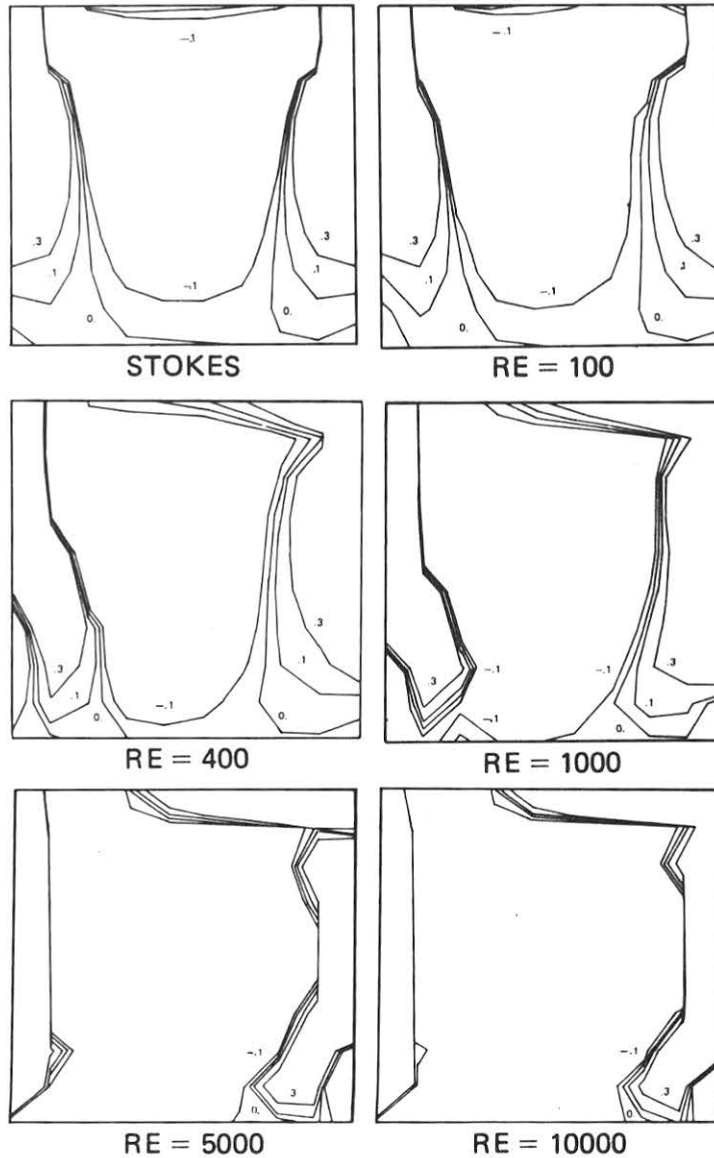 -.1 -.1
.3 .3 .3 .3
.1 .1 .1 .1
-.1 -.1
0. 0. 0. 0.
STOKES RE = 100
.3 .3 .3 .3
.1 .1 .1
-.1 -.1 -.1
0. 0. -.1 0.
RE = 400 RE = 1000
-.1 -.1
.3 .3
0. 0.
RE = 5000 RE = 10000